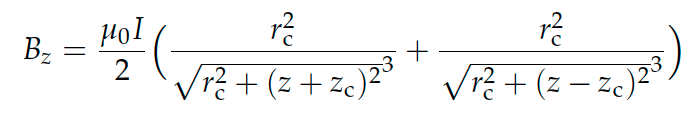 $B_z = \frac{\mu_0 I}{2} \left( \frac{r_c^2}{\sqrt{r_c^2 + (z + z_c)^2}^3} + \frac{r_c^2}{\sqrt{r_c^2 + (z - z_c)^2}^3} \right)$